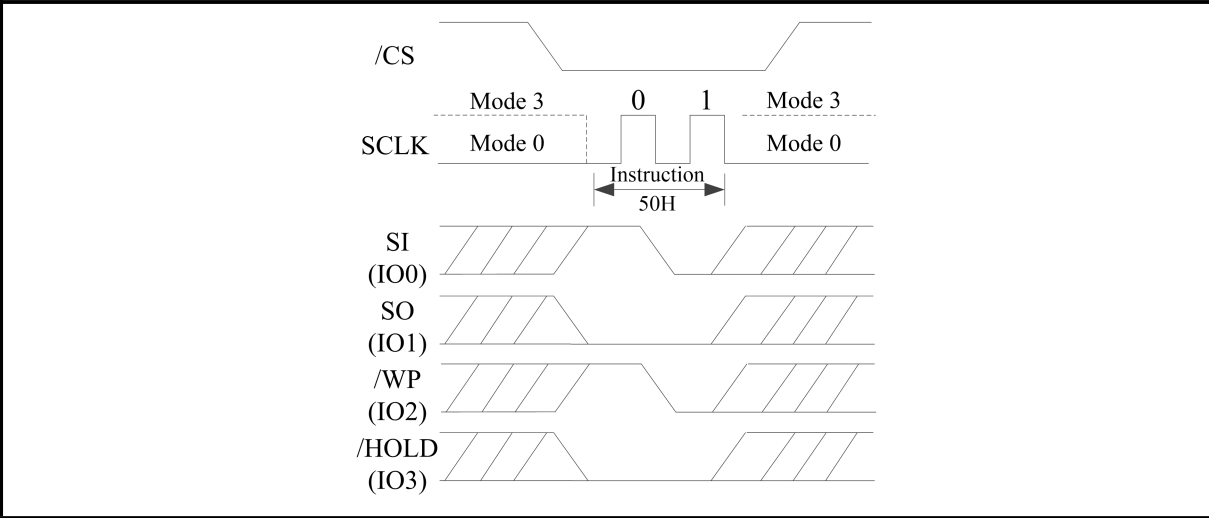 /CS
Mode 3 0 1 Mode 3
SCLK Mode 0 Mode 0
Instruction
50H
SI
(IO0)
SO
(IO1)
/WP
(IO2)
/HOLD
(IO3)